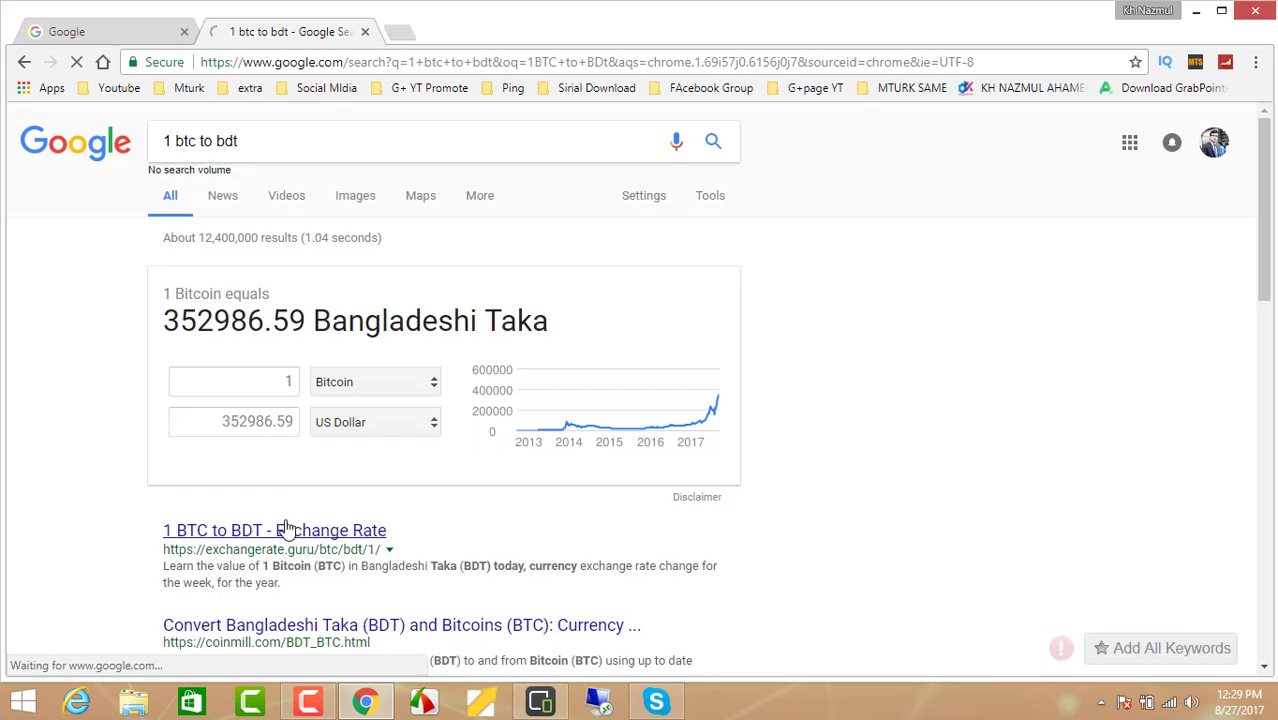 Kh Nazmul
Google
1 btc to bdt - Google Se
Secure https://www.google.com/search?q=1+btc+to+bdt&oq=1BTC+to+BDt&aqs=chrome.1.69i57j0.6156j0j7&sourceid=chrome&ie=UTF-8
IQ MTS
Apps Youtube Mturk extra Social MIdia G+ YT Promote Ping Sirial Download FAcebook Group G+page YT MTURK SAME KH NAZMUL AHAME Download GrabPoints
Google 1 btc to bdt
No search volume
All News Videos Images Maps More Settings Tools
About 12,400,000 results (1.04 seconds)
1 Bitcoin equals
352986.59 Bangladeshi Taka
1 Bitcoin
352986.59 US Dollar
600000
400000
200000
0
2013 2014 2015 2016 2017
Disclaimer
1 BTC to BDT - Exchange Rate
https://exchangerate.guru/btc/bdt/1/
Learn the value of 1 Bitcoin (BTC) in Bangladeshi Taka (BDT) today, currency exchange rate change for
the week, for the year.
Convert Bangladeshi Taka (BDT) and Bitcoins (BTC): Currency ...
https://coinmill.com/BDT_BTC.html
(BDT) to and from Bitcoin (BTC) using up to date
Add All Keywords
Waiting for www.google.com...
12:29 PM
8/27/2017